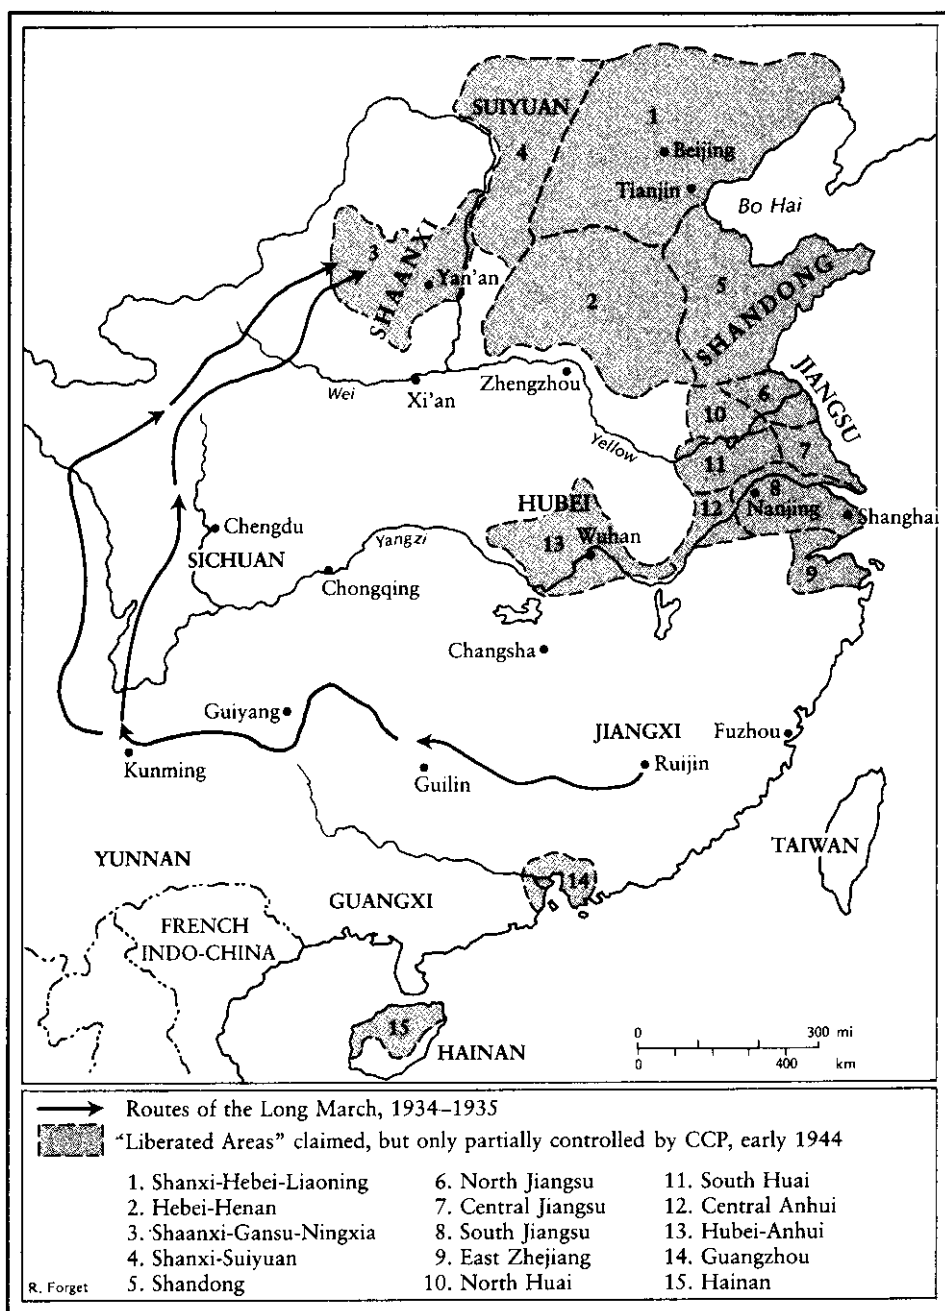 SUIYUAN
1
4
Beijing
Tianjin
Bo Hai
3
SHAANXI
Yan'an
2
5
SHANDONG
Wei
Xi'an
Zhengzhou
JIANGSU
6
10
Yellow
11
7
HUBEI
12
8
Nanjing
Shanghai
Chengdu
SICHUAN
Yangzi
13
Wuhan
Chongqing
9
Changsha
Guiyang
JIANGXI
Fuzhou
Kunming
Guilin
Ruijin
TAIWAN
YUNNAN
14
GUANGXI
FRENCH
INDO-CHINA
15
HAINAN
0 300 mi
0 400
km
Routes of the Long March, 1934–1935
"Liberated Areas" claimed, but only partially controlled by CCP, early 1944
1. Shanxi-Hebei-Liaoning
2. Hebei-Henan
3. Shaanxi-Gansu-Ningxia
4. Shanxi-Suiyuan
5. Shandong
6. North Jiangsu
7. Central Jiangsu
8. South Jiangsu
9. East Zhejiang
10. North Huai
11. South Huai
12. Central Anhui
13. Hubei-Anhui
14. Guangzhou
15. Hainan
R. Forget